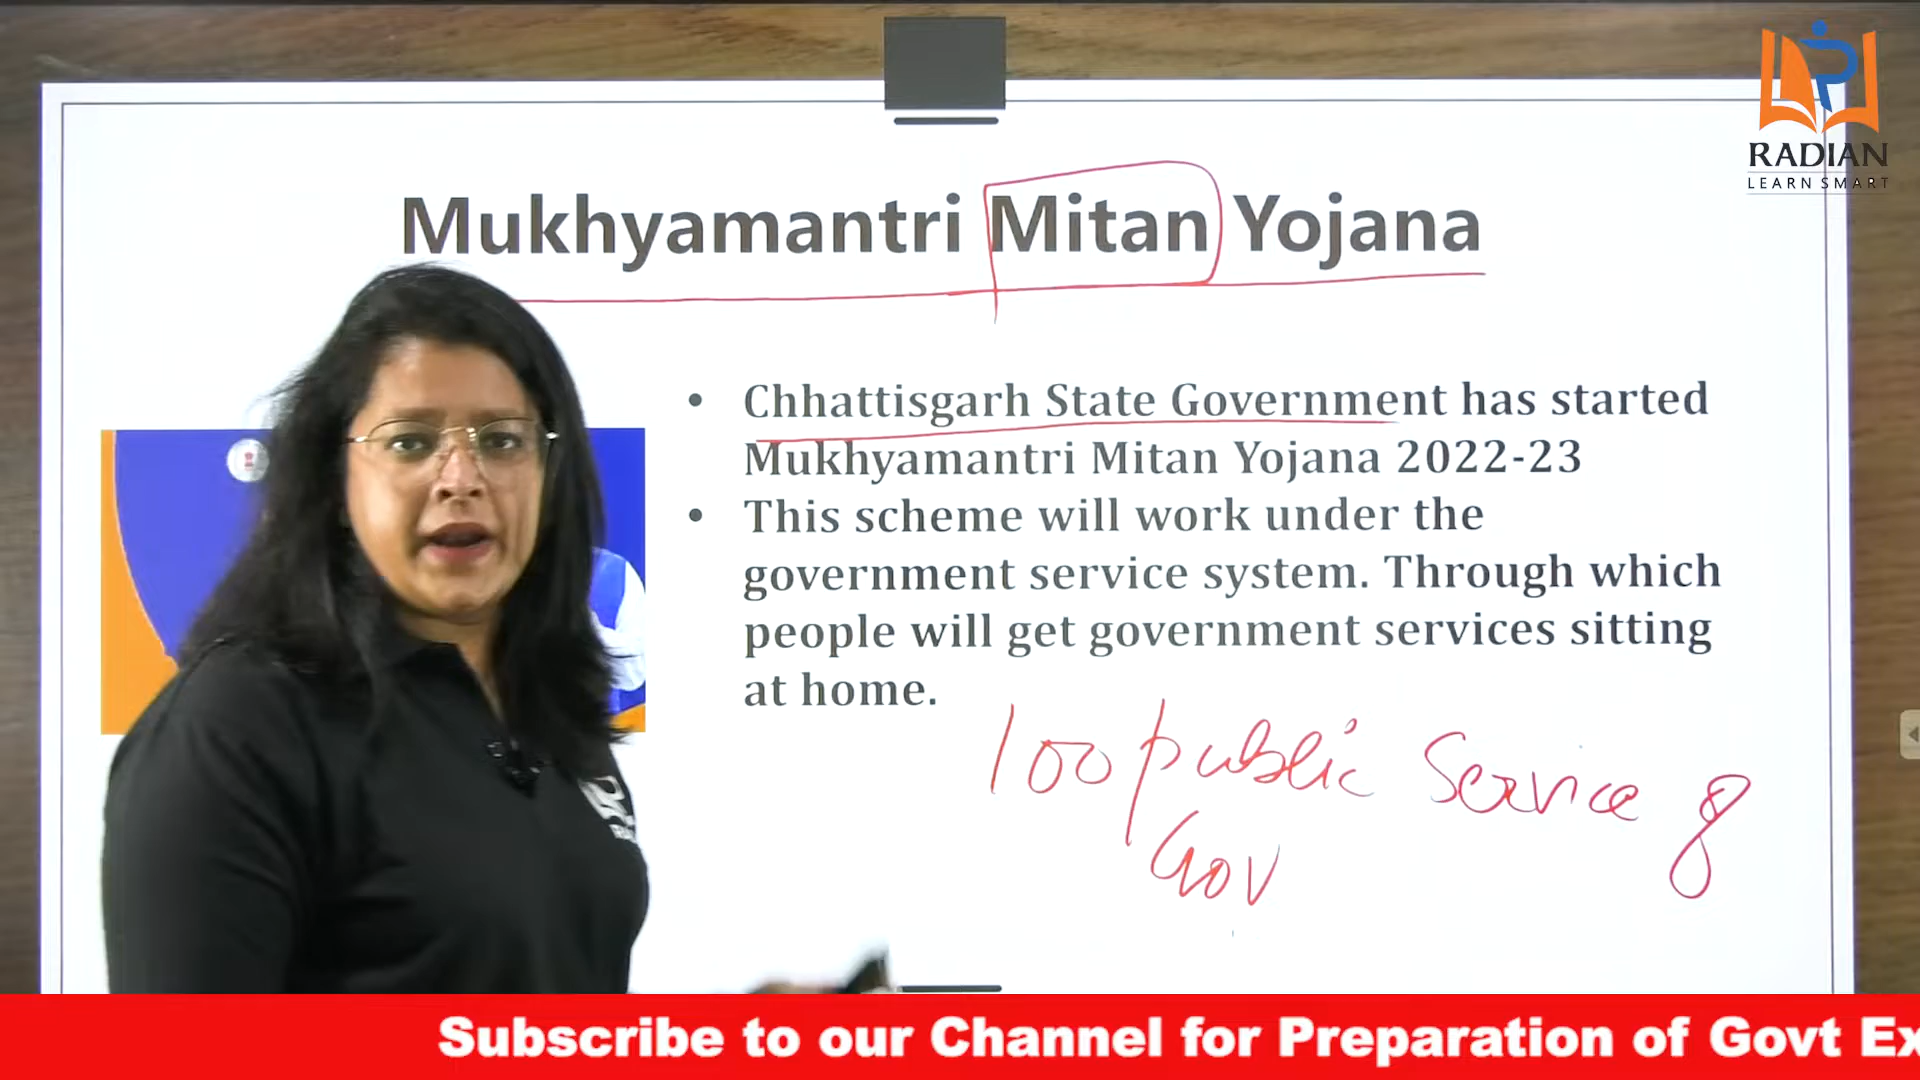 RADIAN
LEARN SMART
Mukhyamantri Mitan Yojana
• Chhattisgarh State Government has started
Mukhyamantri Mitan Yojana 2022-23
• This scheme will work under the
government service system. Through which
people will get government services sitting
at home.
100 public Service of
Gov
Subscribe to our Channel for Preparation of Govt Ex